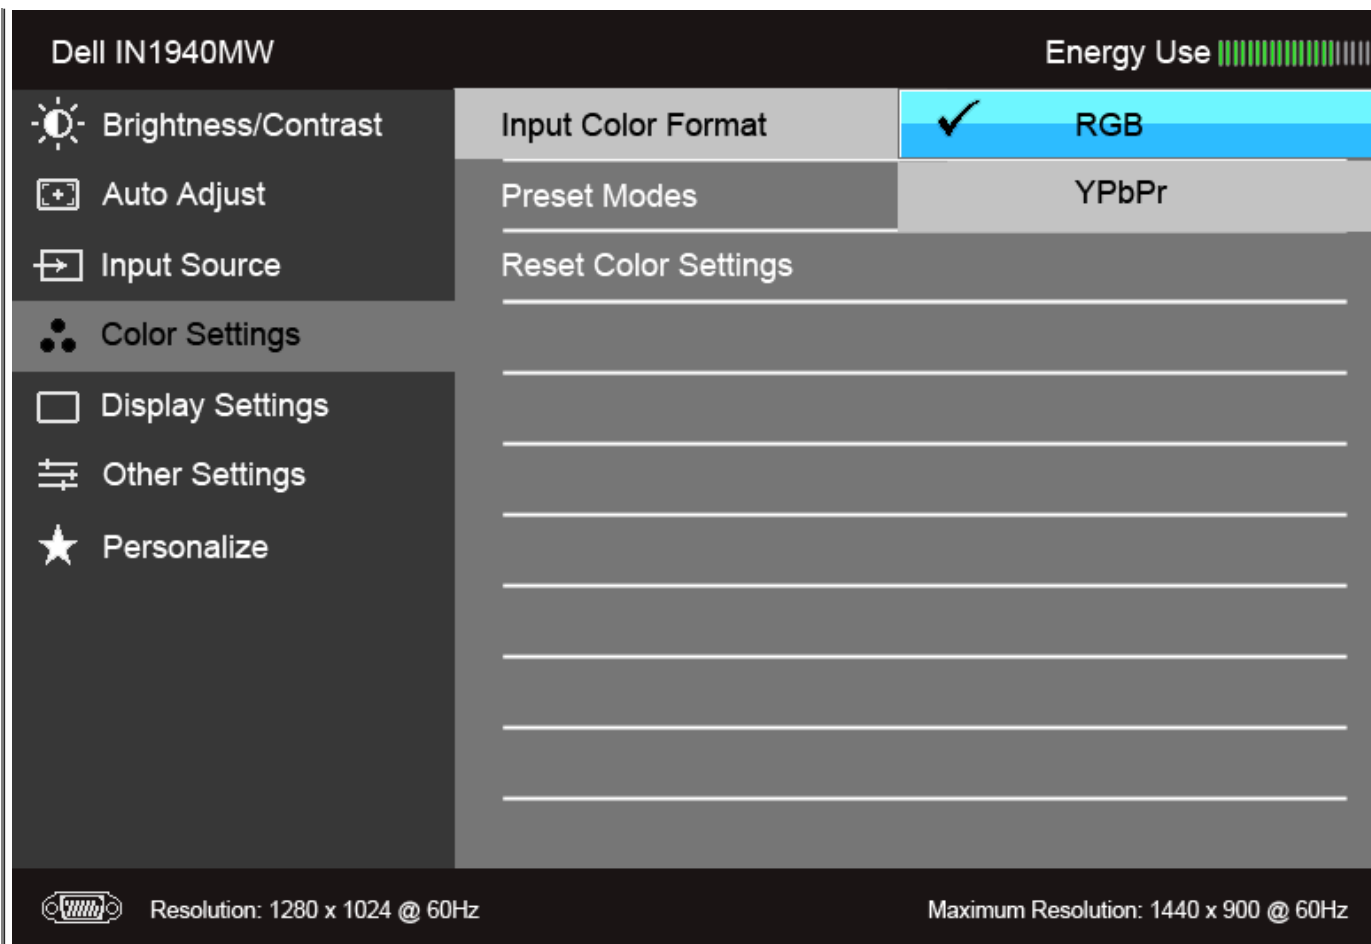 Dell IN1940MW Energy Use
Brightness/Contrast Input Color Format RGB
Auto Adjust Preset Modes YPbPr
Input Source Reset Color Settings
Color Settings
Display Settings
Other Settings
Personalize
Resolution: 1280 x 1024 @ 60Hz Maximum Resolution: 1440 x 900 @ 60Hz